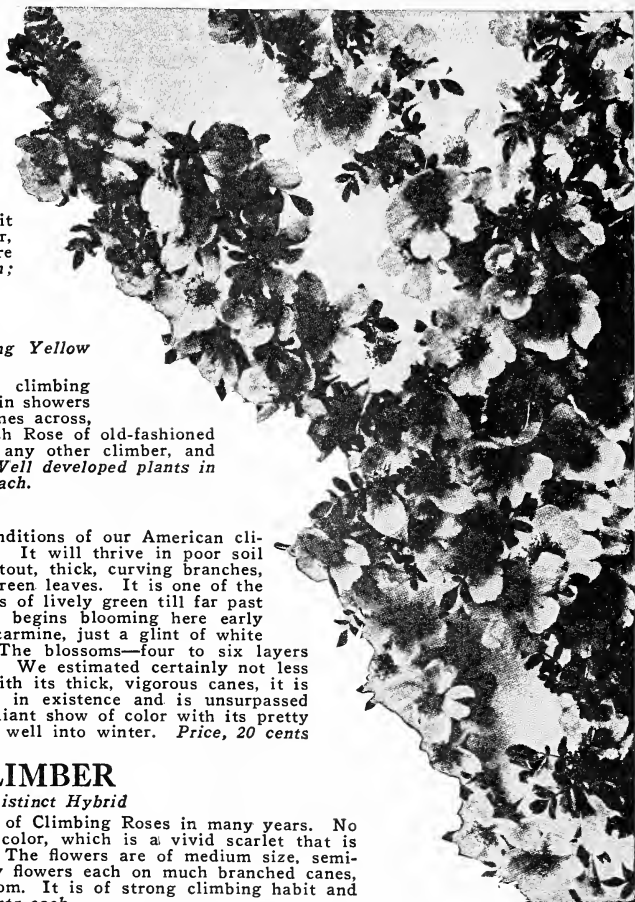 it
r,
re
n;
ng Yellow
climbing
in showers
nes across,
ch Rose of old-fashioned
any other climber, and
Well developed plants in
ach.
nditions of our American cli-
It will thrive in poor soil
tout, thick, curving branches,
reen leaves. It is one of the
s of lively green till far past
begins blooming here early
carmine, just a glint of white
The blossoms—four to six layers
We estimated certainly not less
ith its thick, vigorous canes, it is
in existence and is unsurpassed
liant show of color with its pretty
well into winter. Price, 20 cents
LIMBER
istinct Hybrid
of Climbing Roses in many years. No
color, which is a vivid scarlet that is
The flowers are of medium size, semi-
y flowers each on much branched canes,
om. It is of strong climbing habit and